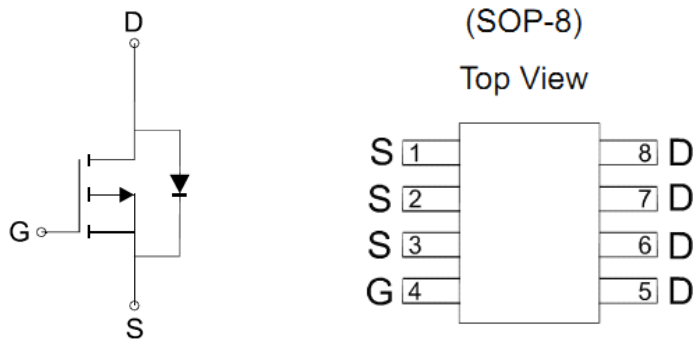 D
G
S
(SOP-8)
Top View
S 1 8 D
S 2 7 D
S 3 6 D
G 4 5 D